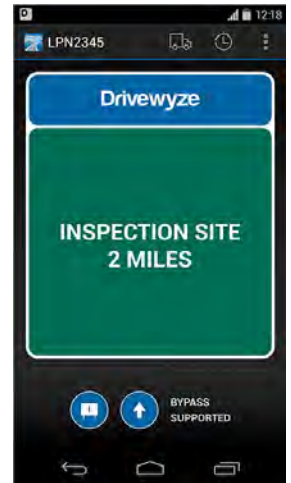 12:18
LPN2345
Drivewyze
INSPECTION SITE
2 MILES
BYPASS
SUPPORTED